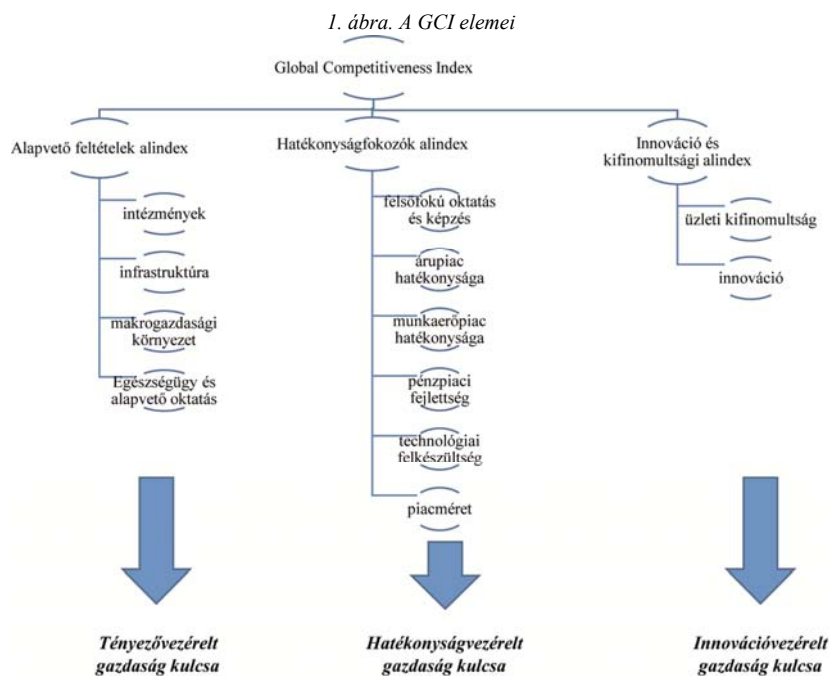 1. ábra. A GCI elemei
Global Competitiveness Index
Alapvető feltételek alindex
intézmények
infrastruktúra
makrogazdasági
környezet
Egészségügy és
alapvető oktatás
Hatékonyságfokozók alindex
felsőfokú oktatás
és képzés
árupiac
hatékonysága
munkaerőpiac
hatékonysága
pénzpiaci
fejlettség
technológiai
felkészültség
piacméret
Innováció és
kifinomultsági alindex
üzleti kifinomultság
innováció
Tényezővezérelt
gazdaság kulcsa
Hatékonyságvezérelt
gazdaság kulcsa
Innovációvezérelt
gazdaság kulcsa